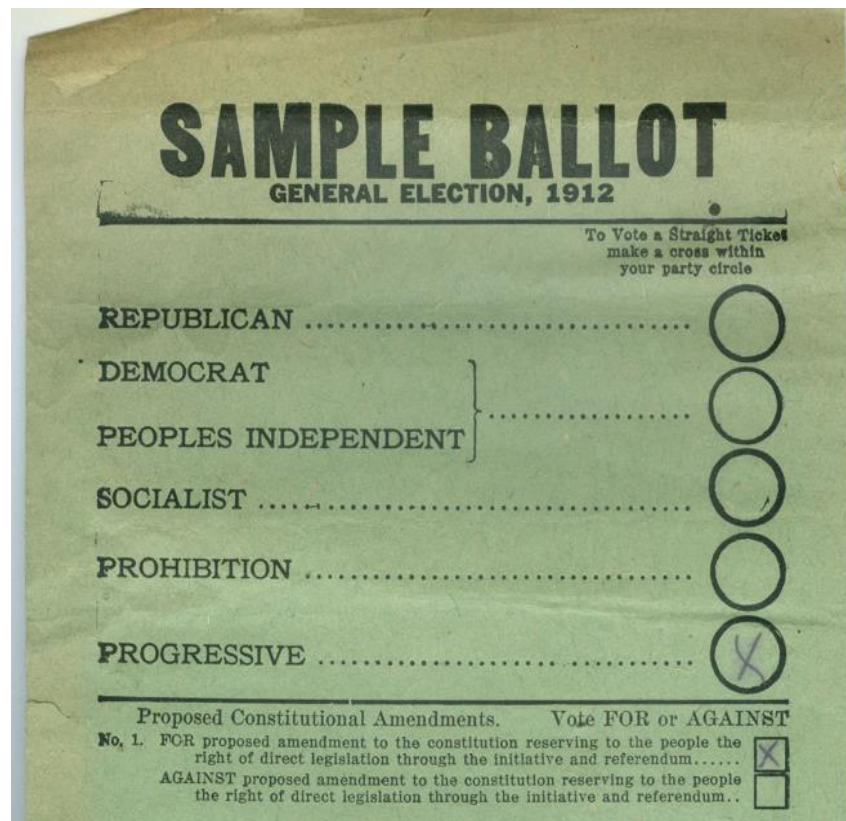 SAMPLE BALLOT
GENERAL ELECTION, 1912
To Vote a Straight Ticket
make a cross within
your party circle
REPUBLICAN ........................................
DEMOCRAT
PEOPLES INDEPENDENT } .....................
SOCIALIST .............................................
PROHIBITION ........................................
PROGRESSIVE ....................................... X
Proposed Constitutional Amendments. Vote FOR or AGAINST
No. 1. FOR proposed amendment to the constitution reserving to the people the
right of direct legislation through the initiative and referendum...... X
AGAINST proposed amendment to the constitution reserving to the people
the right of direct legislation through the initiative and referendum..